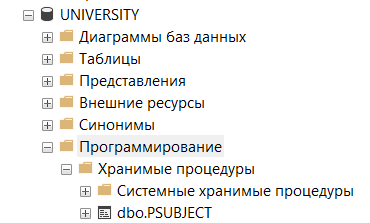 UNIVERSITY
Диаграммы баз данных
Таблицы
Представления
Внешние ресурсы
Синонимы
Программирование
Хранимые процедуры
Системные хранимые процедуры
dbo.PSUBJECT